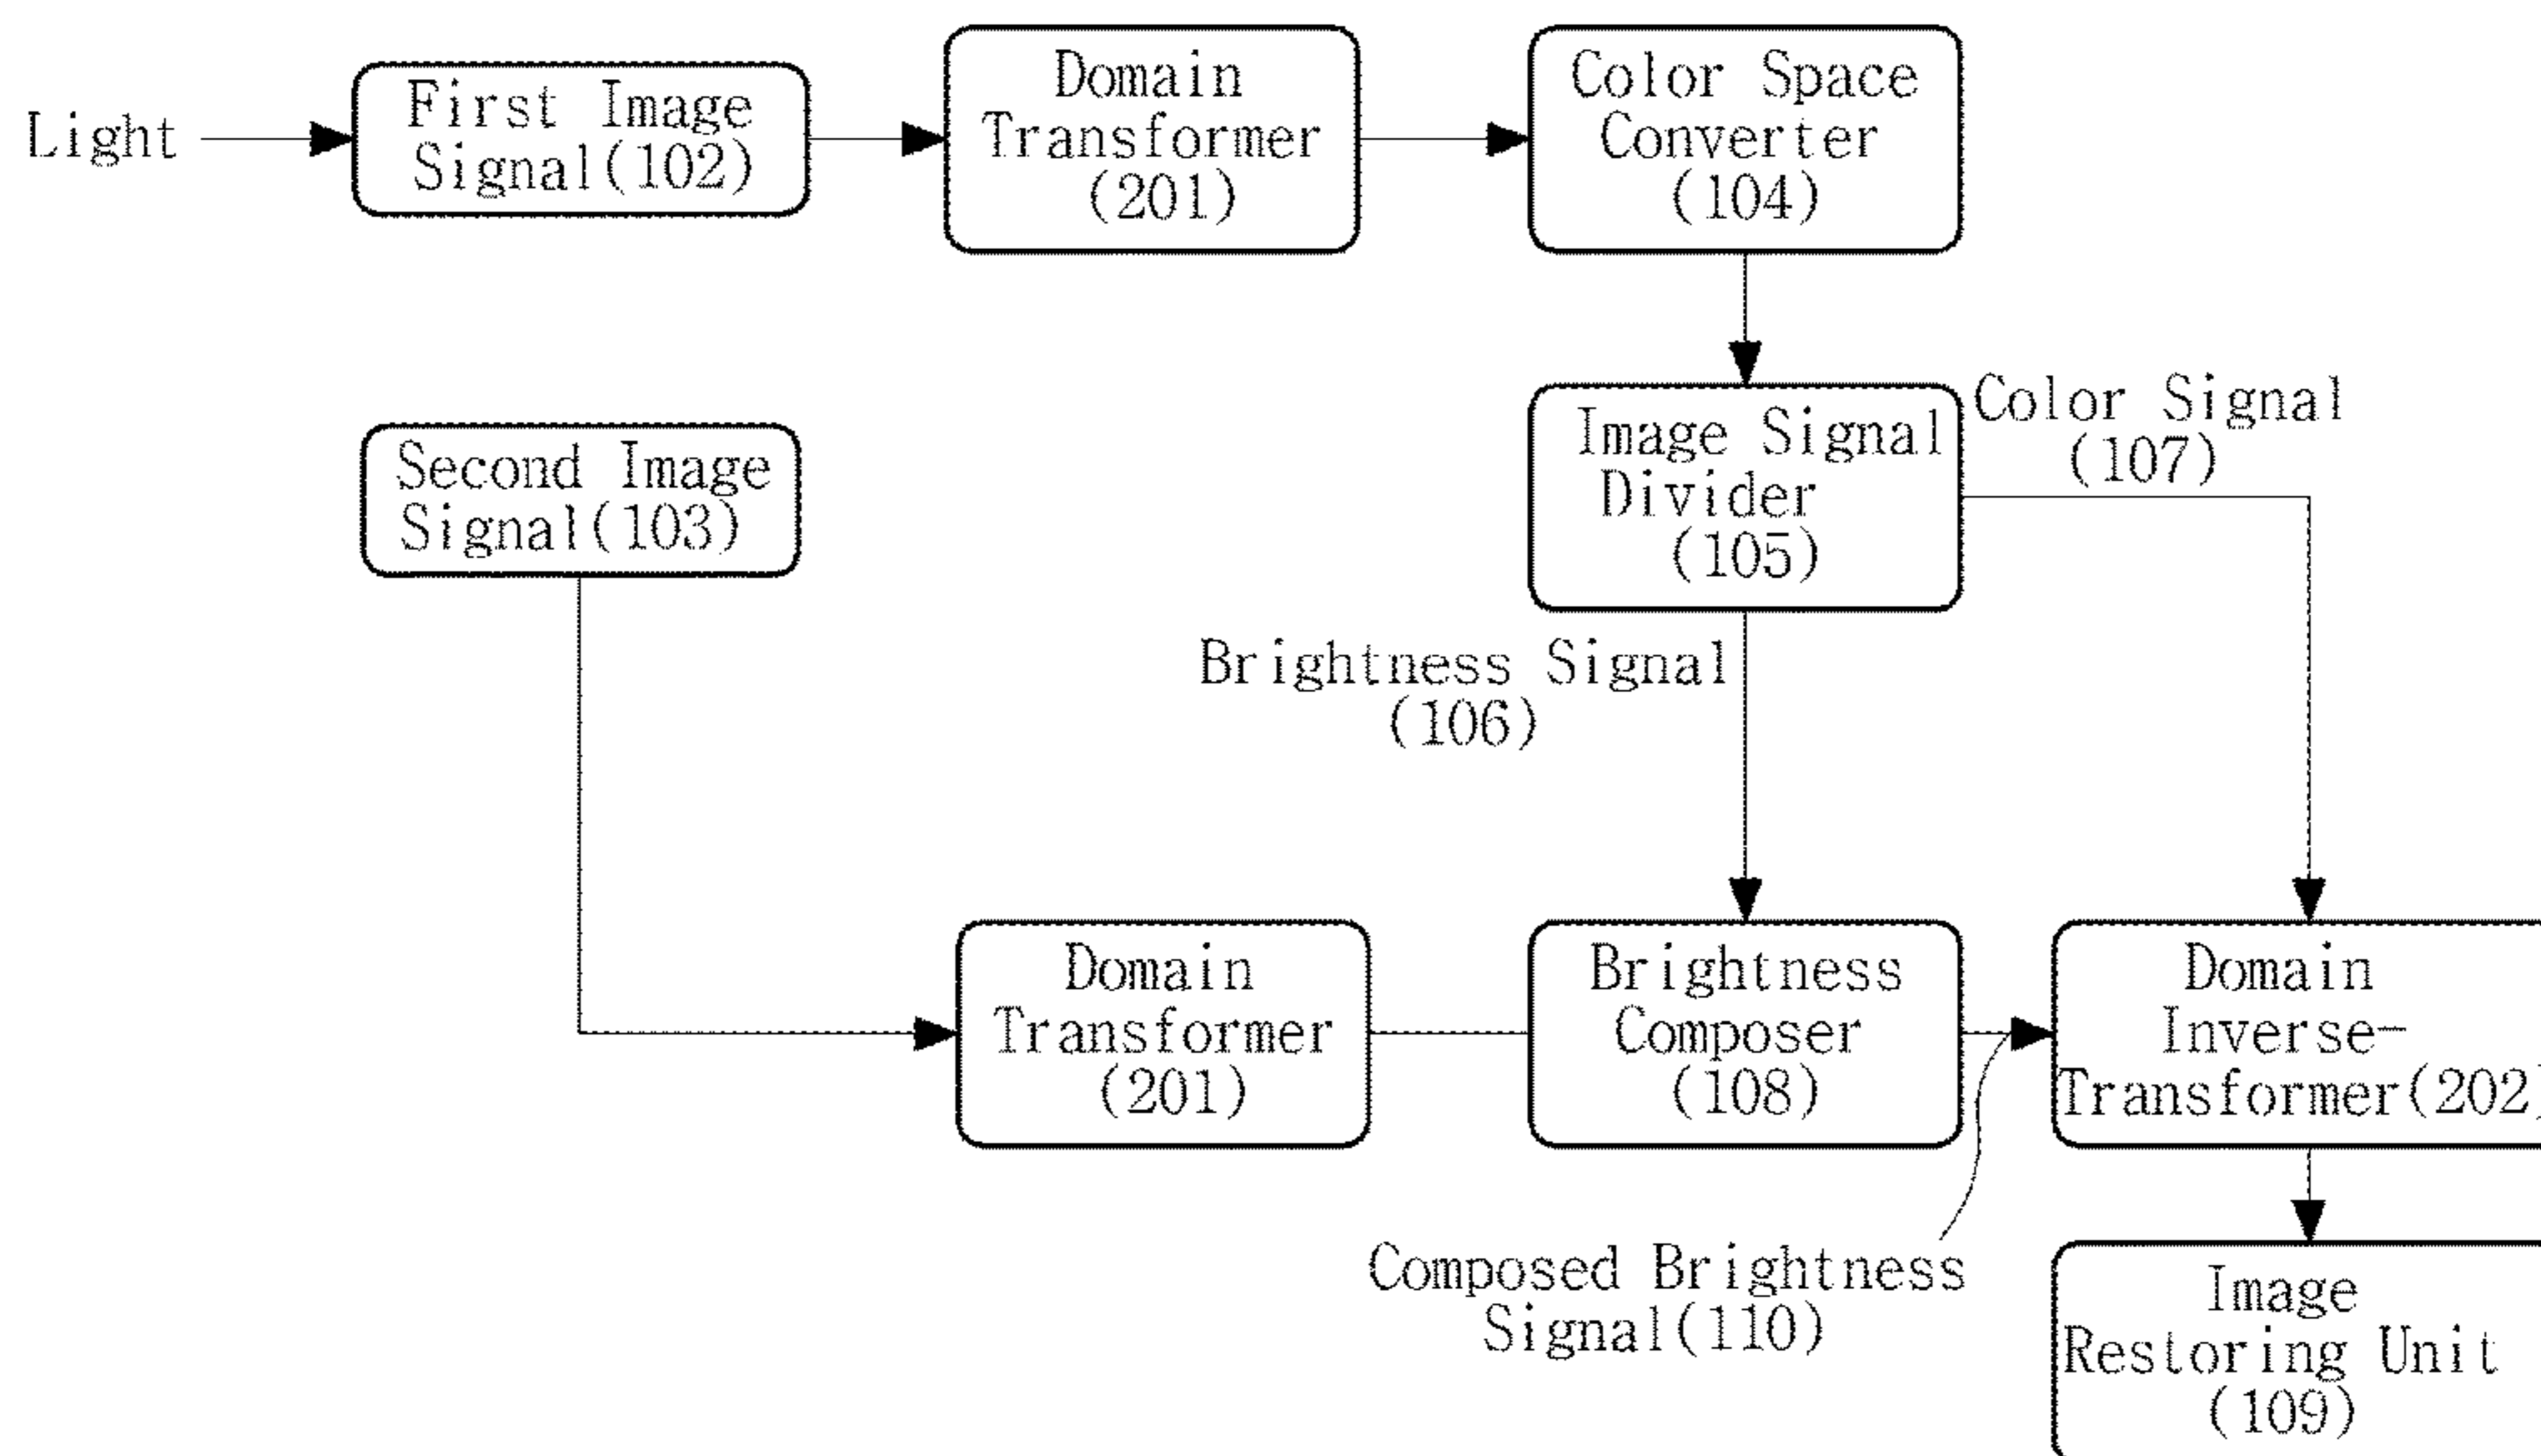 Light
First Image
Signal(102)
Domain
Transformer
(201)
Color Space
Converter
(104)
Second Image
Signal(103)
Image Signal
Divider
(105)
Color Signal
(107)
Brightness Signal
(106)
Domain
Transformer
(201)
Brightness
Composer
(108)
Domain
Inverse-
Transformer(202)
Composed Brightness
Signal(110)
Image
Restoring Unit
(109)